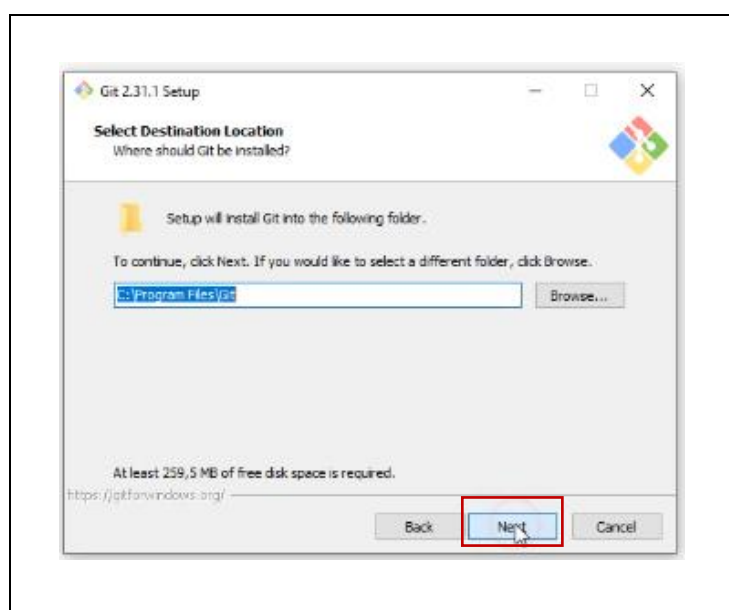 Git 2.31.1 Setup
Select Destination Location
Where should Git be installed?
Setup will install Git into the following folder.
To continue, click Next. If you would like to select a different folder, click Browse.
C:\Program Files\Git
Browse...
At least 259,5 MB of free disk space is required.
https://gitforwindows.org/
Back
Next
Cancel